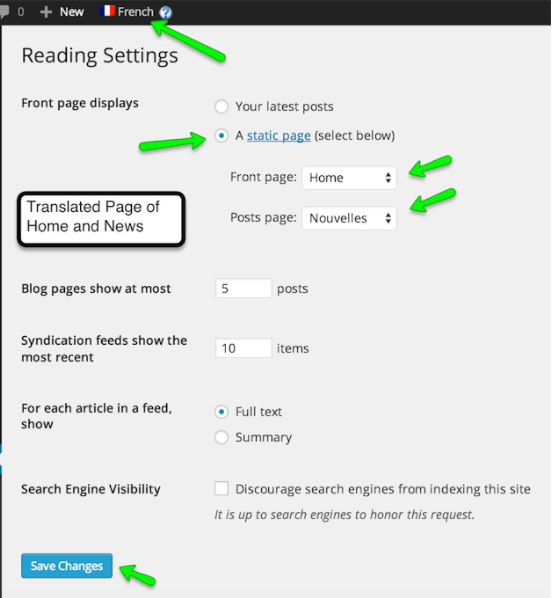 0 New French
Reading Settings
Front page displays
Your latest posts
A static page (select below)
Front page: Home
Posts page: Nouvelles
Translated Page of
Home and News
Blog pages show at most 5 posts
Syndication feeds show the
most recent
10 items
For each article in a feed,
show
Full text
Summary
Search Engine Visibility
Discourage search engines from indexing this site
It is up to search engines to honor this request.
Save Changes